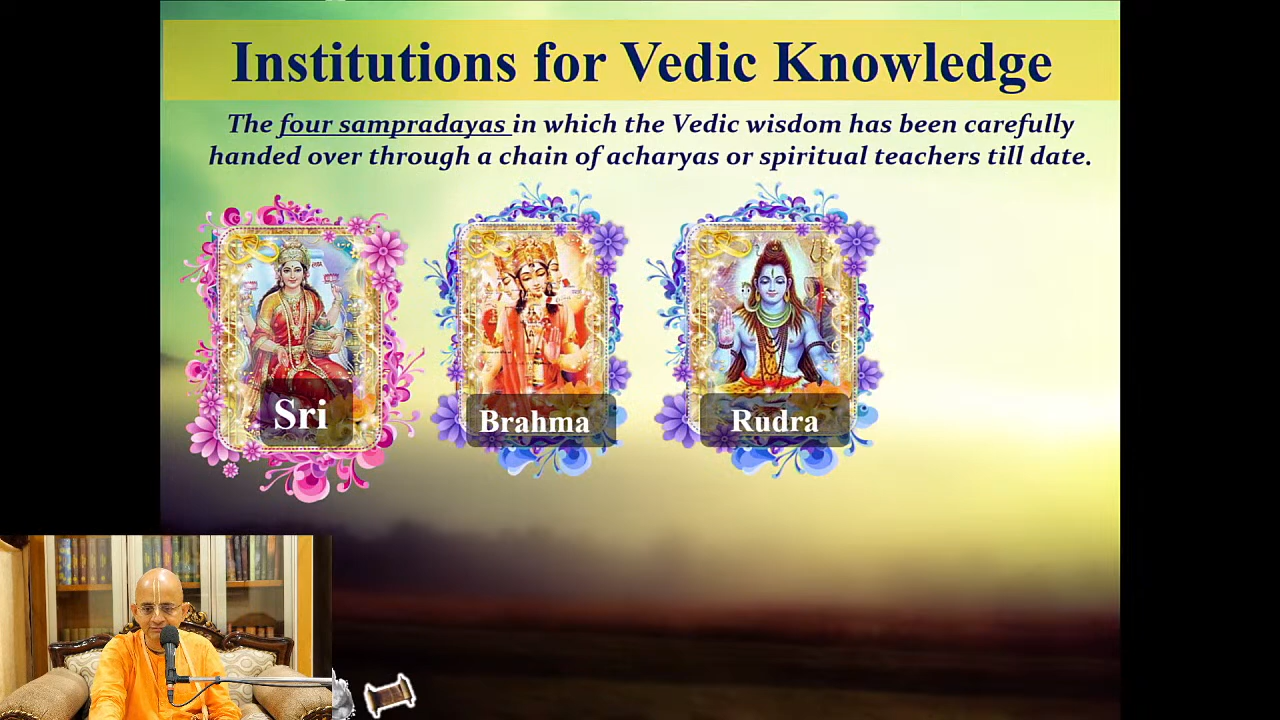 Institutions for Vedic Knowledge
The four sampradayas in which the Vedic wisdom has been carefully
handed over through a chain of acharyas or spiritual teachers till date.
Sri
Brahma
Rudra